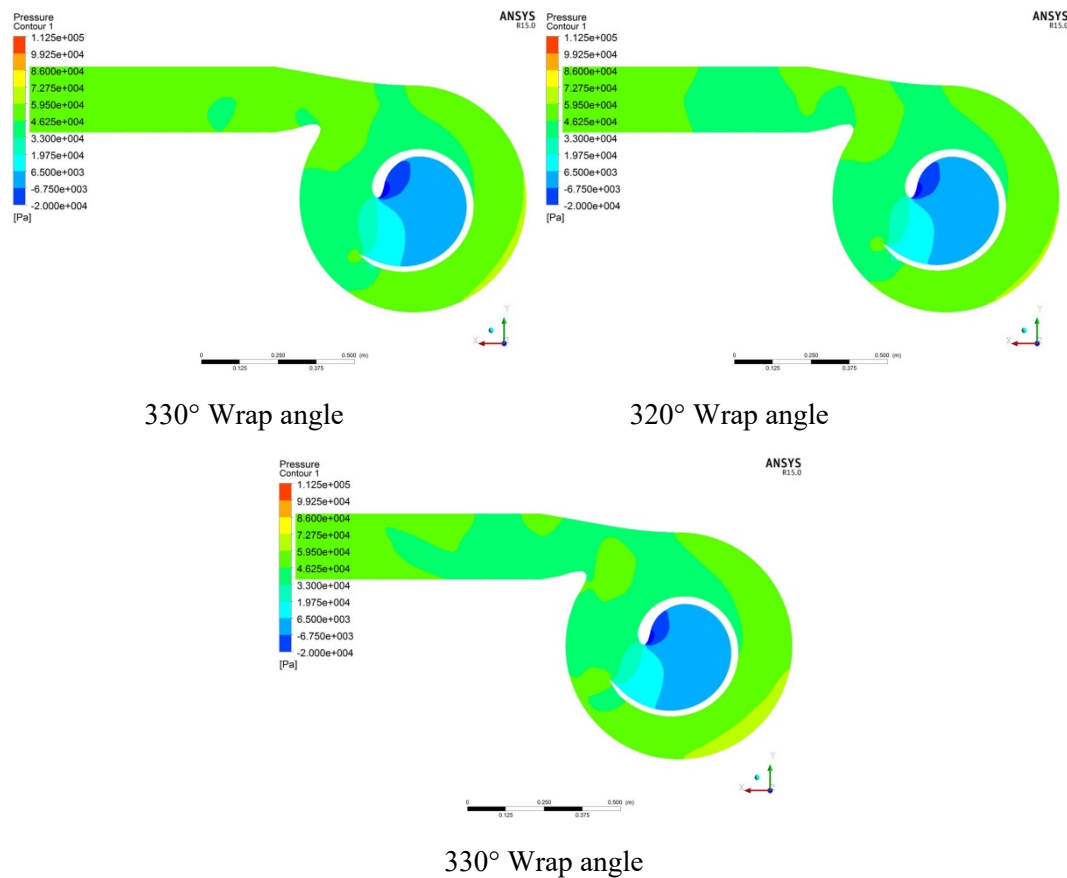 Pressure
Contour 1
ANSYS
R15.0
1.125e+005
9.925e+004
8.600e+004
7.275e+004
5.950e+004
4.625e+004
3.300e+004
1.975e+004
6.500e+003
-6.750e+003
-2.000e+004
[Pa]
Y
X
0 0.250 0.500 (m)
0.125 0.375
330° Wrap angle
Pressure
Contour 1
ANSYS
R15.0
1.125e+005
9.925e+004
8.600e+004
7.275e+004
5.950e+004
4.625e+004
3.300e+004
1.975e+004
6.500e+003
-6.750e+003
-2.000e+004
[Pa]
Y
X
0 0.250 0.500 (m)
0.125 0.375
320° Wrap angle
Pressure
Contour 1
ANSYS
R15.0
1.125e+005
9.925e+004
8.600e+004
7.275e+004
5.950e+004
4.625e+004
3.300e+004
1.975e+004
6.500e+003
-6.750e+003
-2.000e+004
[Pa]
Y
X
0 0.250 0.500 (m)
0.125 0.375
330° Wrap angle